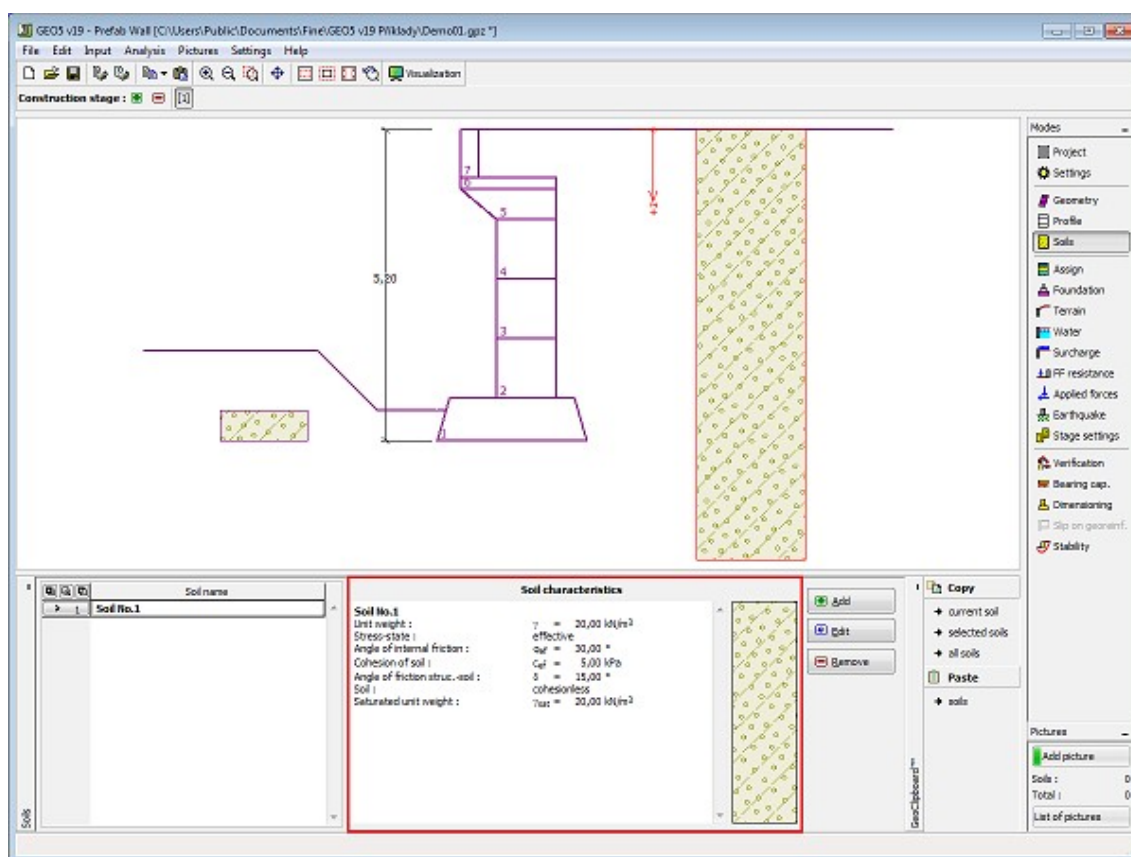 GEO5 v19 - Prefab Wall [C:\Users\Public\Documents\Fine\GEO5 v19 Příklady\Demo01.gpz *]
File Edit Input Analysis Pictures Settings Help
Visualization
Construction stage : [1]
5,20
7
6
5
4
3
2
1
+z
Modes
Project
Settings
Geometry
Profile
Soils
Assign
Foundation
Terrain
Water
Surcharge
FF resistance
Applied forces
Earthquake
Stage settings
Verification
Bearing cap.
Dimensioning
Slip on georeinf.
Stability
Soils
Soil name
1 Soil No.1
Soil characteristics
Soil No.1
Unit weight : γ = 20,00 kN/m³
Stress-state : effective
Angle of internal friction : φef = 30,00 °
Cohesion of soil : cef = 5,00 kPa
Angle of friction struc.-soil : δ = 15,00 °
Soil : cohesionless
Saturated unit weight : γsat = 20,00 kN/m³
Add
Edit
Remove
GeoClipboard™
Copy
current soil
selected soils
all soils
Paste
soils
Pictures
Add picture
Soils : 0
Total : 0
List of pictures